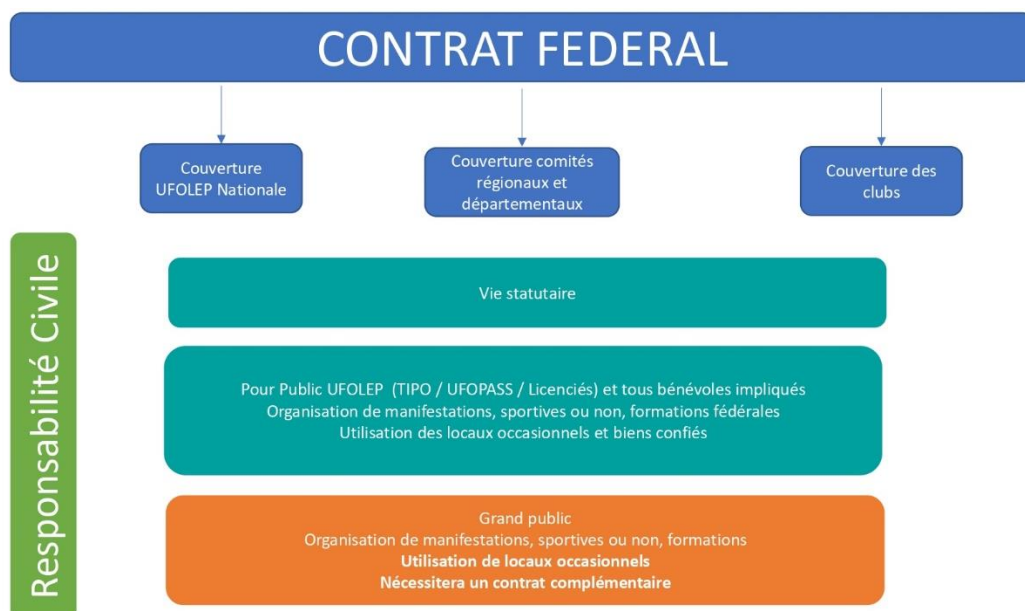 CONTRAT FEDERAL
Couverture
UFOLEP Nationale
Couverture comités
régionaux et
départementaux
Couverture des
clubs
Responsabilité Civile
Vie statutaire
Pour Public UFOLEP (TIPO / UFOPASS / Licenciés) et tous bénévoles impliqués
Organisation de manifestations, sportives ou non, formations fédérales
Utilisation des locaux occasionnels et biens confiés
Grand public
Organisation de manifestations, sportives ou non, formations
Utilisation de locaux occasionnels
Nécessitera un contrat complémentaire